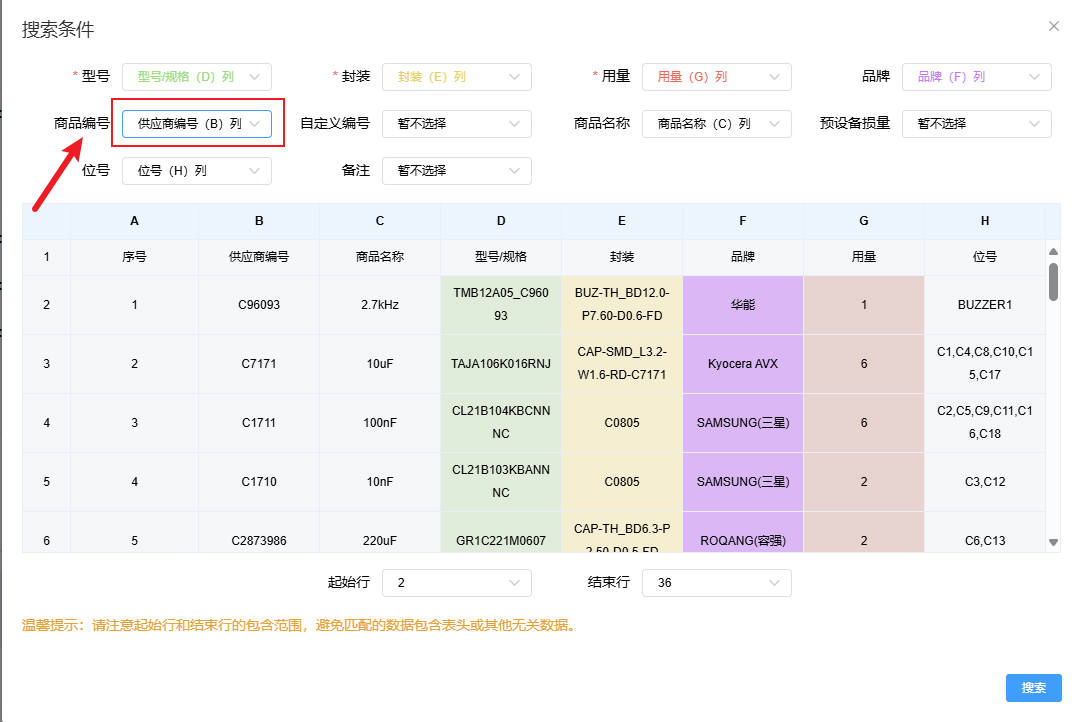 搜索条件
* 型号 型号/规格（D）列 * 封装 封装（E）列 * 用量 用量（G）列 品牌 品牌（F）列
商品编号 供应商编号（B）列 自定义编号 暂不选择 商品名称 商品名称（C）列 预设备损量 暂不选择
位号 位号（H）列 备注 暂不选择
A B C D E F G H
1 序号 供应商编号 商品名称 型号/规格 封装 品牌 用量 位号
2 1 C96093 2.7kHz TMB12A05_C960 BUZ-TH_BD12.0- 华能 1 BUZZER1
93 P7.60-D0.6-FD
3 2 C7171 10uF TAJA106K016RNJ CAP-SMD_L3.2- Kyocera AVX 6 C1,C4,C8,C10,C1
W1.6-RD-C7171 5,C17
4 3 C1711 100nF CL21B104KBCNN C0805 SAMSUNG(三星) 6 C2,C5,C9,C11,C1
NC 6,C18
5 4 C1710 10nF CL21B103KBANN C0805 SAMSUNG(三星) 2 C3,C12
NC
6 5 C2873986 220uF GR1C221M0607 CAP-TH_BD6.3-P ROQANG(容强) 2 C6,C13
2.50-D0.5-FD
起始行 2 结束行 36
温馨提示：请注意起始行和结束行的包含范围，避免匹配的数据包含表头或其他无关数据。
搜索